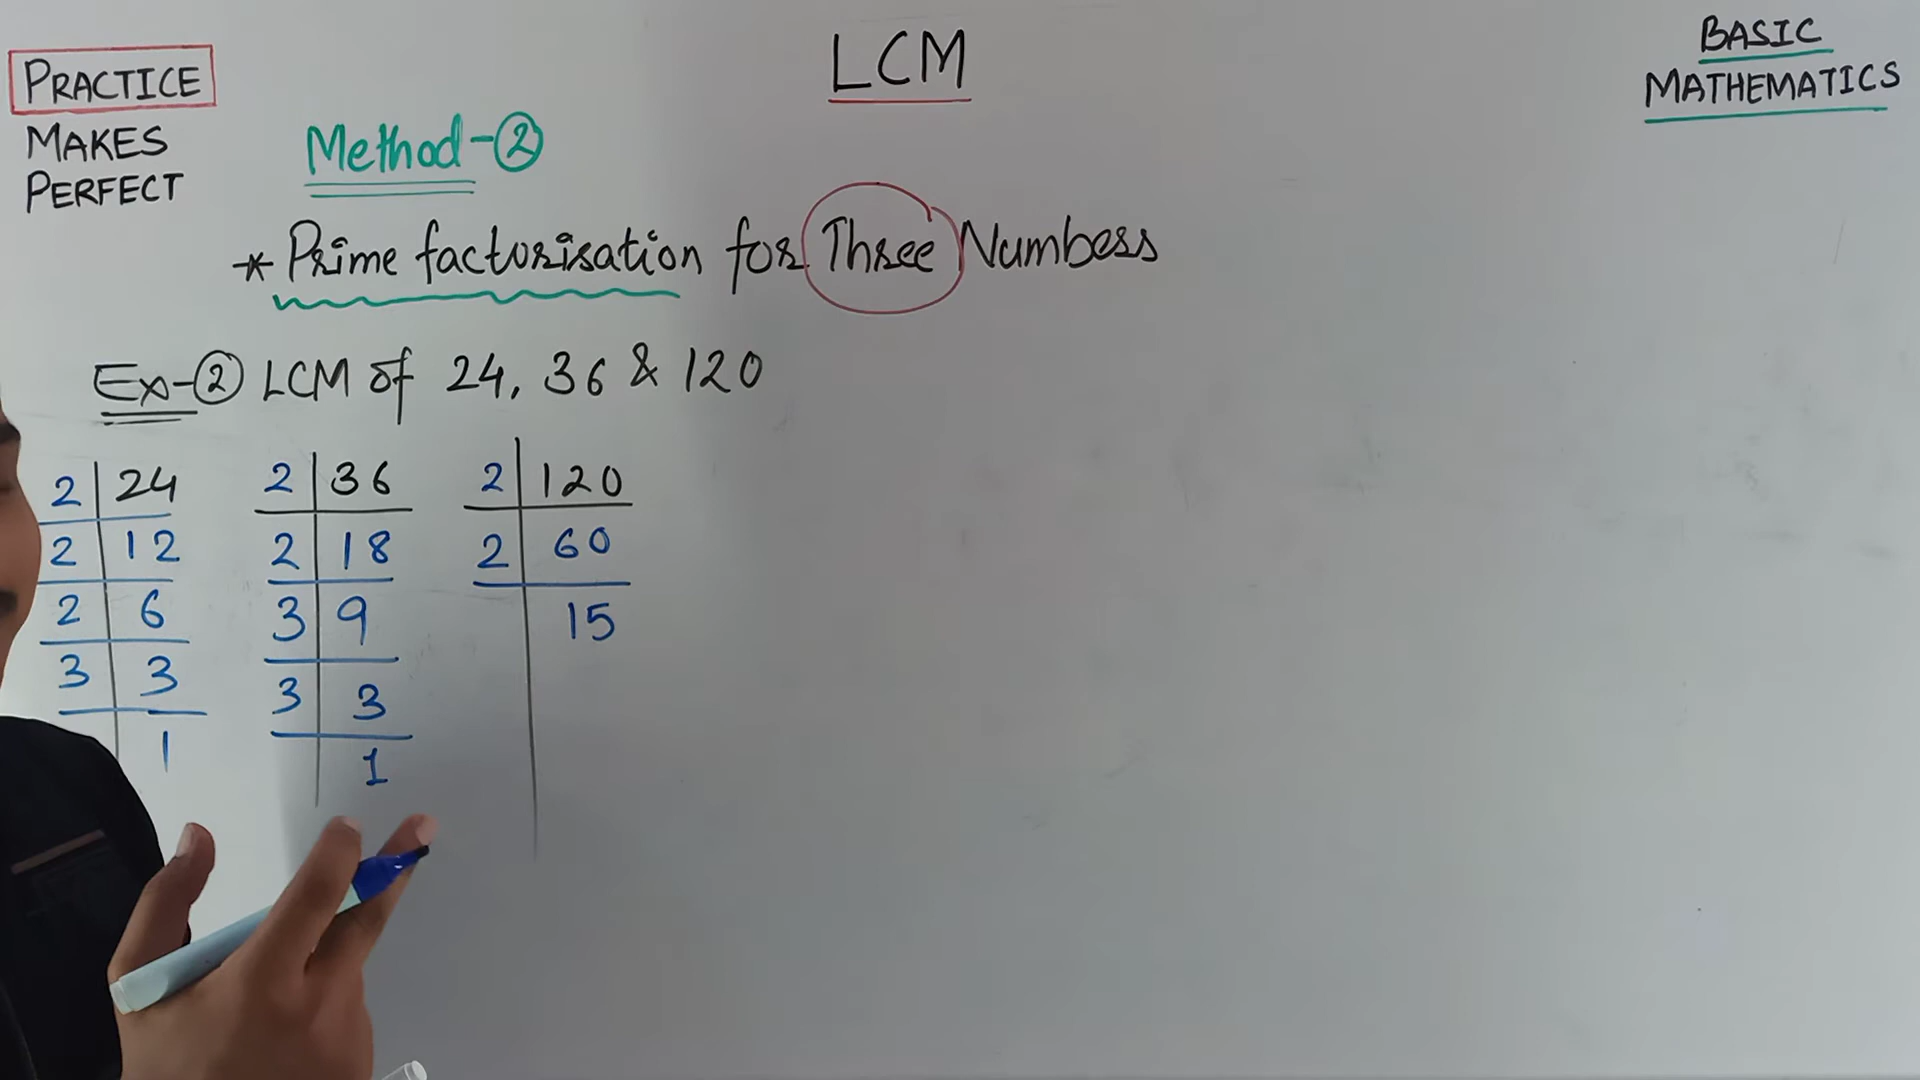 LCM
BASIC
MATHEMATICS
PRACTICE
MAKES
PERFECT
Method-②
* Prime factorisation for Three Numbers
Ex-② LCM of 24, 36 & 120
2 24
2 12
2 6
3 3
1
2 36
2 18
3 9
3 3
1
2 120
2 60
15